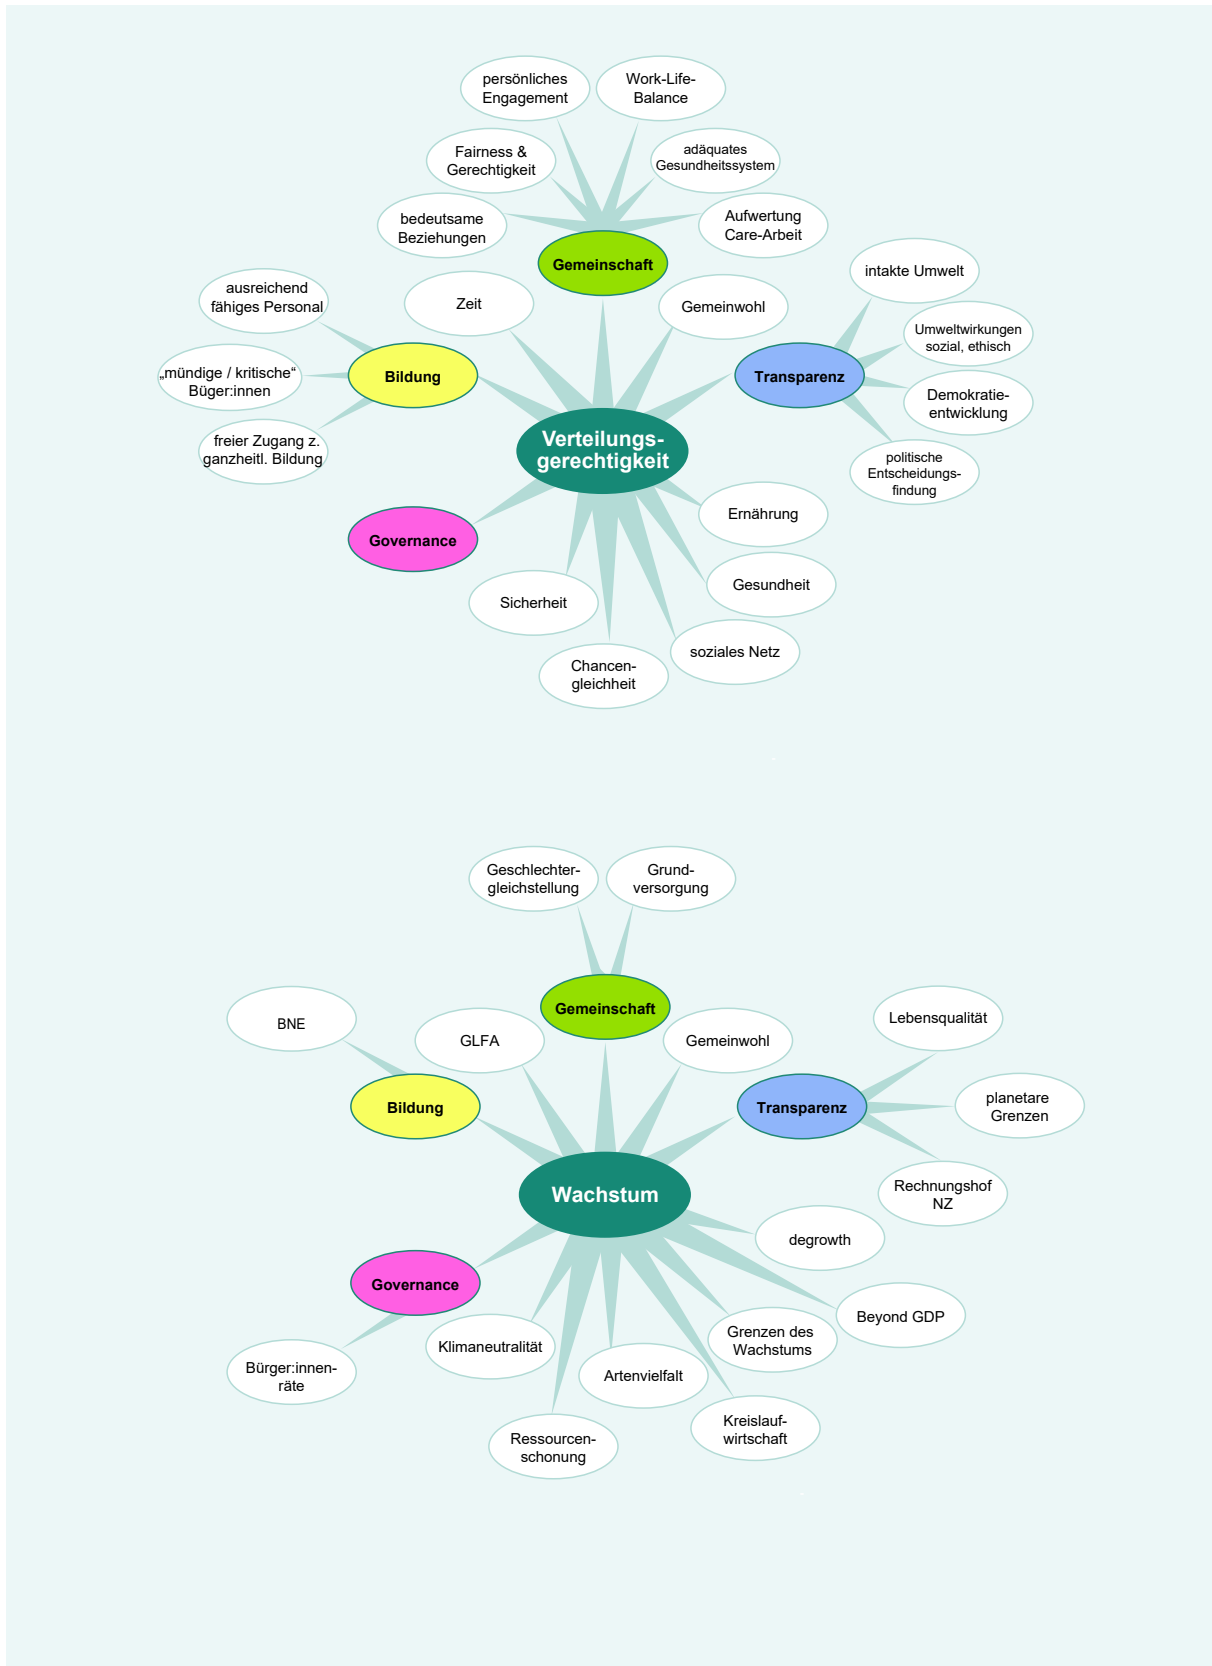 persönliches
Engagement
Work-Life-
Balance
Fairness &
Gerechtigkeit
adäquates
Gesundheitssystem
bedeutsame
Beziehungen
Aufwertung
Care-Arbeit
Gemeinschaft
intakte Umwelt
ausreichend
fähiges Personal
Zeit
Gemeinwohl
Umweltwirkungen
sozial, ethisch
„mündige / kritische“
Büger:innen
Bildung
Transparenz
Demokratie-
entwicklung
freier Zugang z.
ganzheitl. Bildung
Verteilungs-
gerechtigkeit
politische
Entscheidungs-
findung
Ernährung
Governance
Gesundheit
Sicherheit
soziales Netz
Chancen-
gleichheit
Geschlechter-
gleichstellung
Grund-
versorgung
Gemeinschaft
BNE
GLFA
Gemeinwohl
Lebensqualität
Bildung
Transparenz
planetare
Grenzen
Wachstum
Rechnungshof
NZ
degrowth
Governance
Beyond GDP
Klimaneutralität
Grenzen des
Wachstums
Bürger:innen-
räte
Artenvielfalt
Kreislauf-
wirtschaft
Ressourcen-
schonung